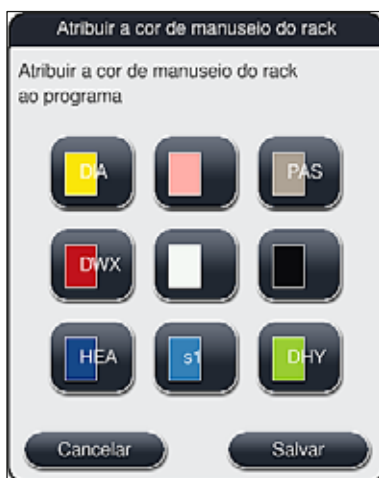 Atribuir a cor de manuseio do rack
Atribuir a cor de manuseio do rack
ao programa
DIA
PAS
DWX
HEA
s1
DHY
Cancelar
Salvar